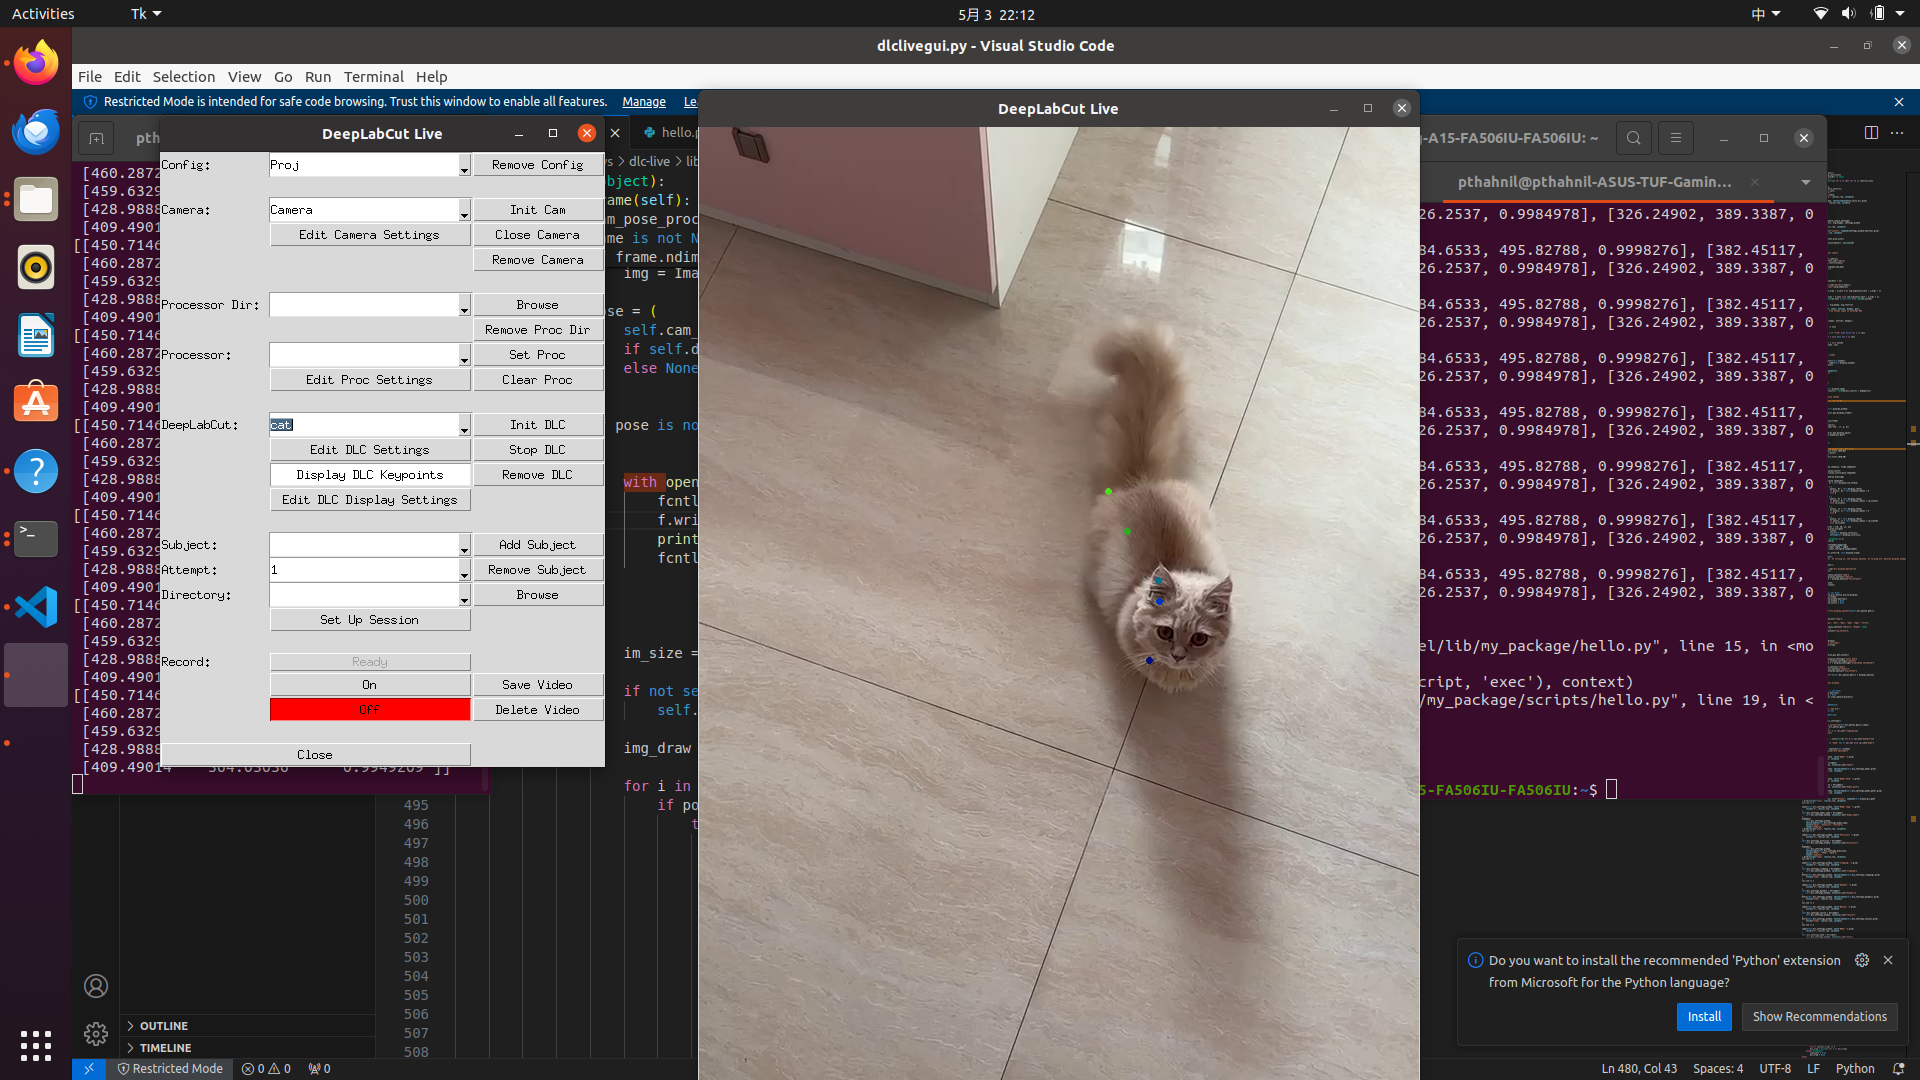 Activities
Tk
5月 3 22:12
中
dlclivegui.py - Visual Studio Code
File Edit Selection View Go Run Terminal Help
Restricted Mode is intended for safe code browsing. Trust this window to enable all features. Manage
DeepLabCut Live
DeepLabCut Live
hello.
Config: Proj Remove Config
Camera: Camera Init Cam
Edit Camera Settings Close Camera
Remove Camera
Processor Dir: Browse
Remove Proc Dir
Processor: Set Proc
Edit Proc Settings Clear Proc
DeepLabCut: cat Init DLC
Edit DLC Settings Stop DLC
Display DLC Keypoints Remove DLC
Edit DLC Display Settings
Subject: Add Subject
Attempt: 1 Remove Subject
Directory: Browse
Set Up Session
Record: Ready
On Save Video
Off Delete Video
Close
[460.2872
[459.6329
[428.9888
[409.4901
[[450.7146
[460.2872
[459.6329
[428.9888
[409.4901
[[450.7146
[460.2872
[459.6329
[428.9888
[409.4901
[[450.7146
[460.2872
[459.6329
[428.9888
[409.4901
[[450.7146
[460.2872
[459.6329
[428.9888
[409.4901
[[450.7146
[460.2872
[459.6329
[428.9888
[409.4901
[[450.7146
[460.2872
[459.6329
[428.9888
[409.49014
s > dlc-live > lib
bject):
rame(self):
m_pose_proc
me is not N
frame.ndim
img = Ima
se = (
self.cam_
if self.d
else None
pose is no
with open
fcntl
f.wri
print
fcntl
im_size =
if not se
self.
img_draw
for i in
if po
t
495
496
497
498
499
500
501
502
503
504
505
506
507
508
OUTLINE
TIMELINE
g-A15-FA506IU-FA506IU: ~
pthahnil@pthahnil-ASUS-TUF-Gamin...
26.2537, 0.9984978], [326.24902, 389.3387, 0
84.6533, 495.82788, 0.9998276], [382.45117,
26.2537, 0.9984978], [326.24902, 389.3387, 0
84.6533, 495.82788, 0.9998276], [382.45117,
26.2537, 0.9984978], [326.24902, 389.3387, 0
84.6533, 495.82788, 0.9998276], [382.45117,
26.2537, 0.9984978], [326.24902, 389.3387, 0
84.6533, 495.82788, 0.9998276], [382.45117,
26.2537, 0.9984978], [326.24902, 389.3387, 0
84.6533, 495.82788, 0.9998276], [382.45117,
26.2537, 0.9984978], [326.24902, 389.3387, 0
84.6533, 495.82788, 0.9998276], [382.45117,
26.2537, 0.9984978], [326.24902, 389.3387, 0
84.6533, 495.82788, 0.9998276], [382.45117,
26.2537, 0.9984978], [326.24902, 389.3387, 0
el/lib/my_package/hello.py", line 15, in <mo
cript, 'exec'), context)
/my_package/scripts/hello.py", line 19, in <
5-FA506IU-FA506IU:~$
Do you want to install the recommended 'Python' extension
from Microsoft for the Python language?
Install Show Recommendations
Restricted Mode 0 0 0
Ln 480, Col 43 Spaces: 4 UTF-8 LF Python